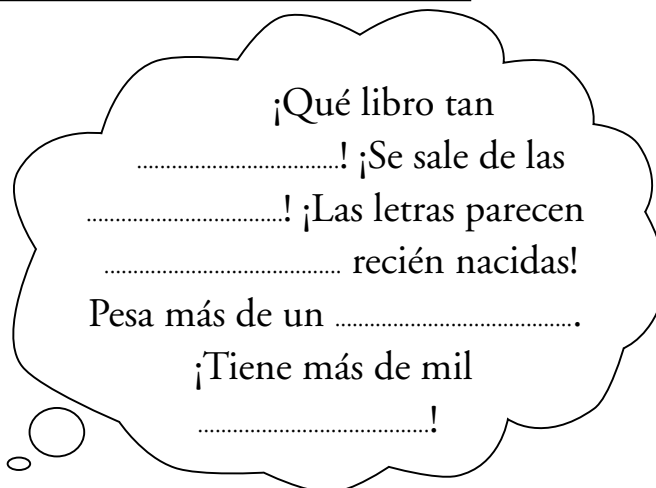 ¡Qué libro tan
..................................! ¡Se sale de las
.................................! ¡Las letras parecen
........................................ recién nacidas!
Pesa más de un ........................................
¡Tiene más de mil
.......................................!